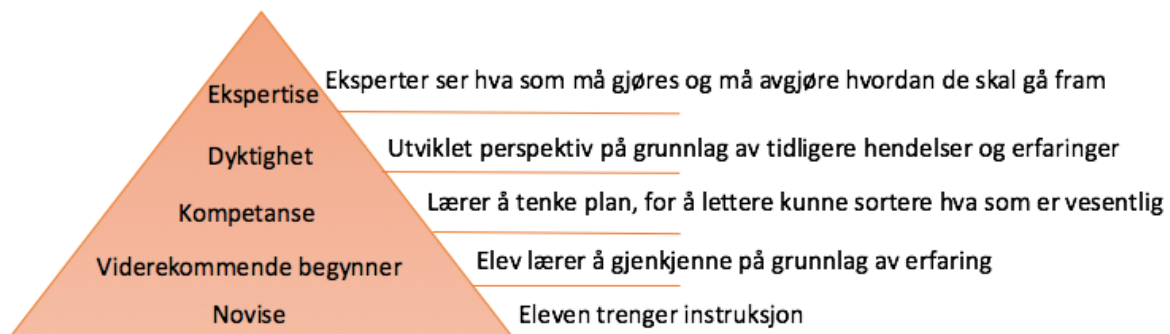 Ekspertise
Eksperter ser hva som må gjøres og må avgjøre hvordan de skal gå fram
Dyktighet
Utviklet perspektiv på grunnlag av tidligere hendelser og erfaringer
Kompetanse
Lærer å tenke plan, for å lettere kunne sortere hva som er vesentlig
Viderekommende begynner
Elev lærer å gjenkjenne på grunnlag av erfaring
Novise
Eleven trenger instruksjon